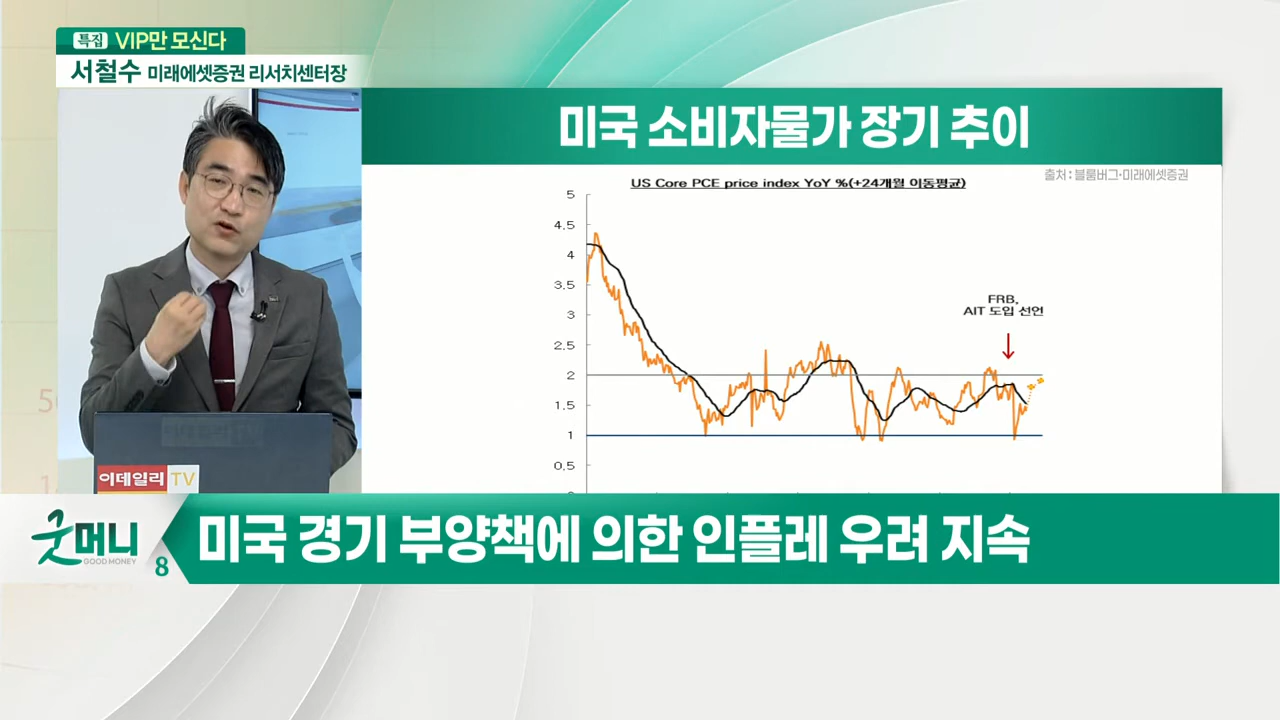 특집 VIP만 모신다
서철수 미래에셋증권 리서치센터장
미국 소비자물가 장기 추이
출처 : 블룸버그·미래에셋증권
US Core PCE price index YoY %(+24개월 이동평균)
5
4.5
4
3.5
3
2.5
2
1.5
1
0.5
FRB,
AIT 도입 선언
이데일리 TV
이데일리TV
굿머니
GOOD MONEY
8
미국 경기 부양책에 의한 인플레 우려 지속